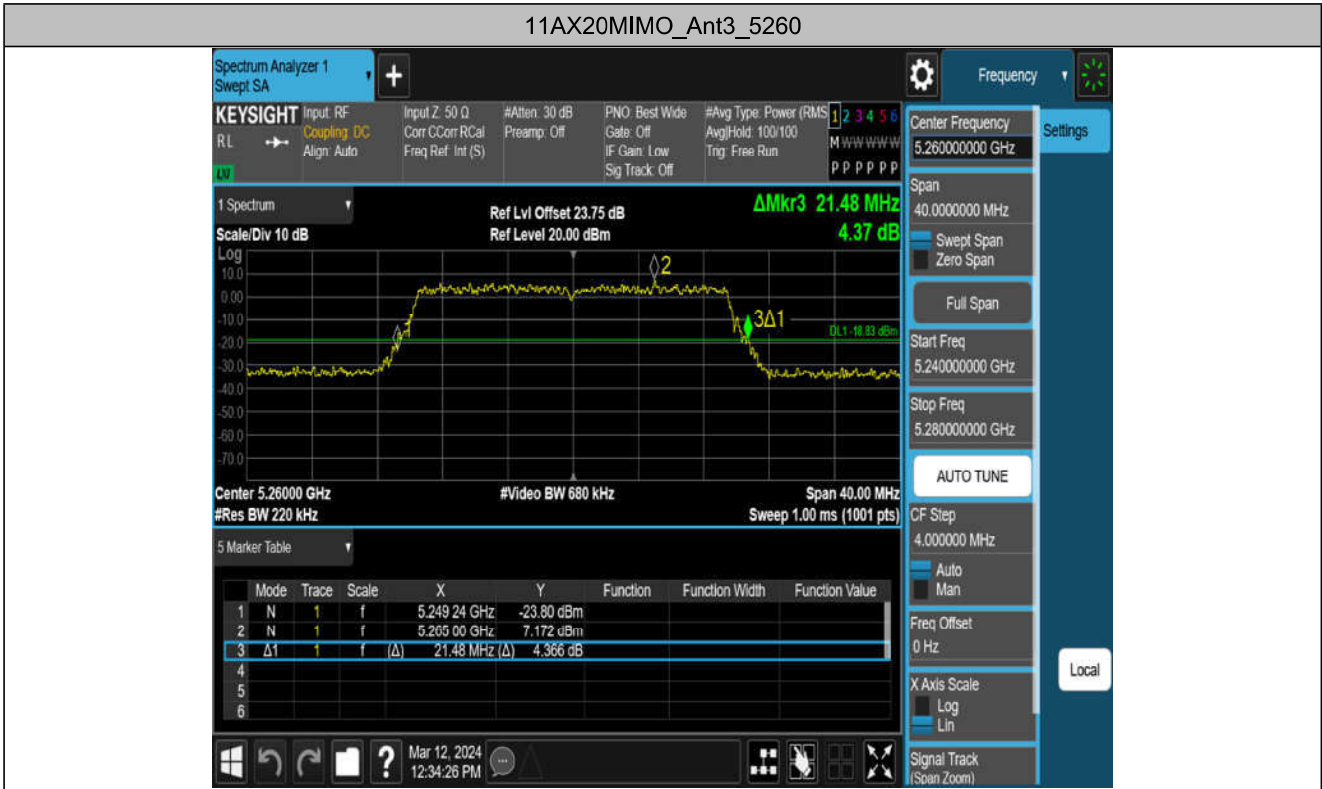 11AX20MIMO_Ant3_5260
Spectrum Analyzer 1
Swept SA
+
Frequency
KEYSIGHT
RL
Input: RF
Coupling: DC
Align: Auto
Input Z: 50 Ω
Corr CCorr RCal
Freq Ref: Int (S)
#Atten: 30 dB
Preamp: Off
PNO: Best Wide
Gate: Off
IF Gain: Low
Sig Track: Off
#Avg Type: Power (RMS
Avg|Hold: 100/100
Trig: Free Run
1 2 3 4 5 6
M W W W W W
P P P P P P
1 Spectrum
Scale/Div 10 dB
Ref Lvl Offset 23.75 dB
Ref Level 20.00 dBm
ΔMkr3 21.48 MHz
4.37 dB
Log
10.0
0.00
-10.0
-20.0
-30.0
-40.0
-50.0
-60.0
-70.0
2
3Δ1
DL1 -18.83 dBm
Center 5.26000 GHz
#Res BW 220 kHz
#Video BW 680 kHz
Span 40.00 MHz
Sweep 1.00 ms (1001 pts)
5 Marker Table
Mode Trace Scale X Y Function Function Width Function Value
1 N 1 f 5.249 24 GHz -23.80 dBm
2 N 1 f 5.265 00 GHz 7.172 dBm
3 Δ1 1 f (Δ) 21.48 MHz (Δ) 4.366 dB
4
5
6
Mar 12, 2024
12:34:26 PM
?
Center Frequency
5.260000000 GHz
Settings
Span
40.0000000 MHz
Swept Span
Zero Span
Full Span
Start Freq
5.240000000 GHz
Stop Freq
5.280000000 GHz
AUTO TUNE
CF Step
4.000000 MHz
Auto
Man
Freq Offset
0 Hz
Local
X Axis Scale
Log
Lin
Signal Track
(Span Zoom)